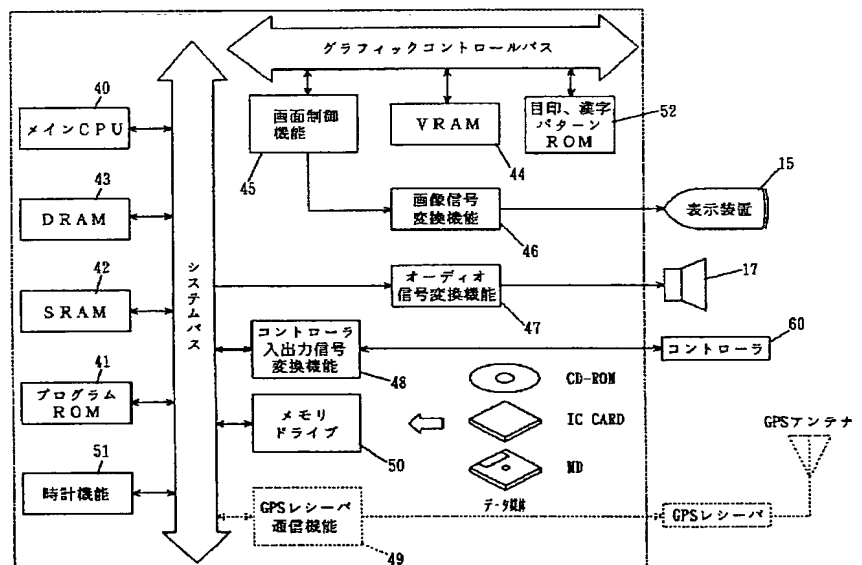 グラフィックコントロールバス
40
メインCPU
画面制御
機能
45
VRAM
44
目印、漢字
パターン
ROM
52
43
DRAM
画像信号
変換機能
46
15
表示装置
42
SRAM
システムバス
オーディオ
信号変換機能
47
17
コントローラ
入出力信号
変換機能
48
60
コントローラ
41
プログラム
ROM
メモリ
ドライブ
50
CD-ROM
IC CARD
MD
データ媒体
GPSアンテナ
51
時計機能
GPSレシーバ
通信機能
49
GPSレシーバ